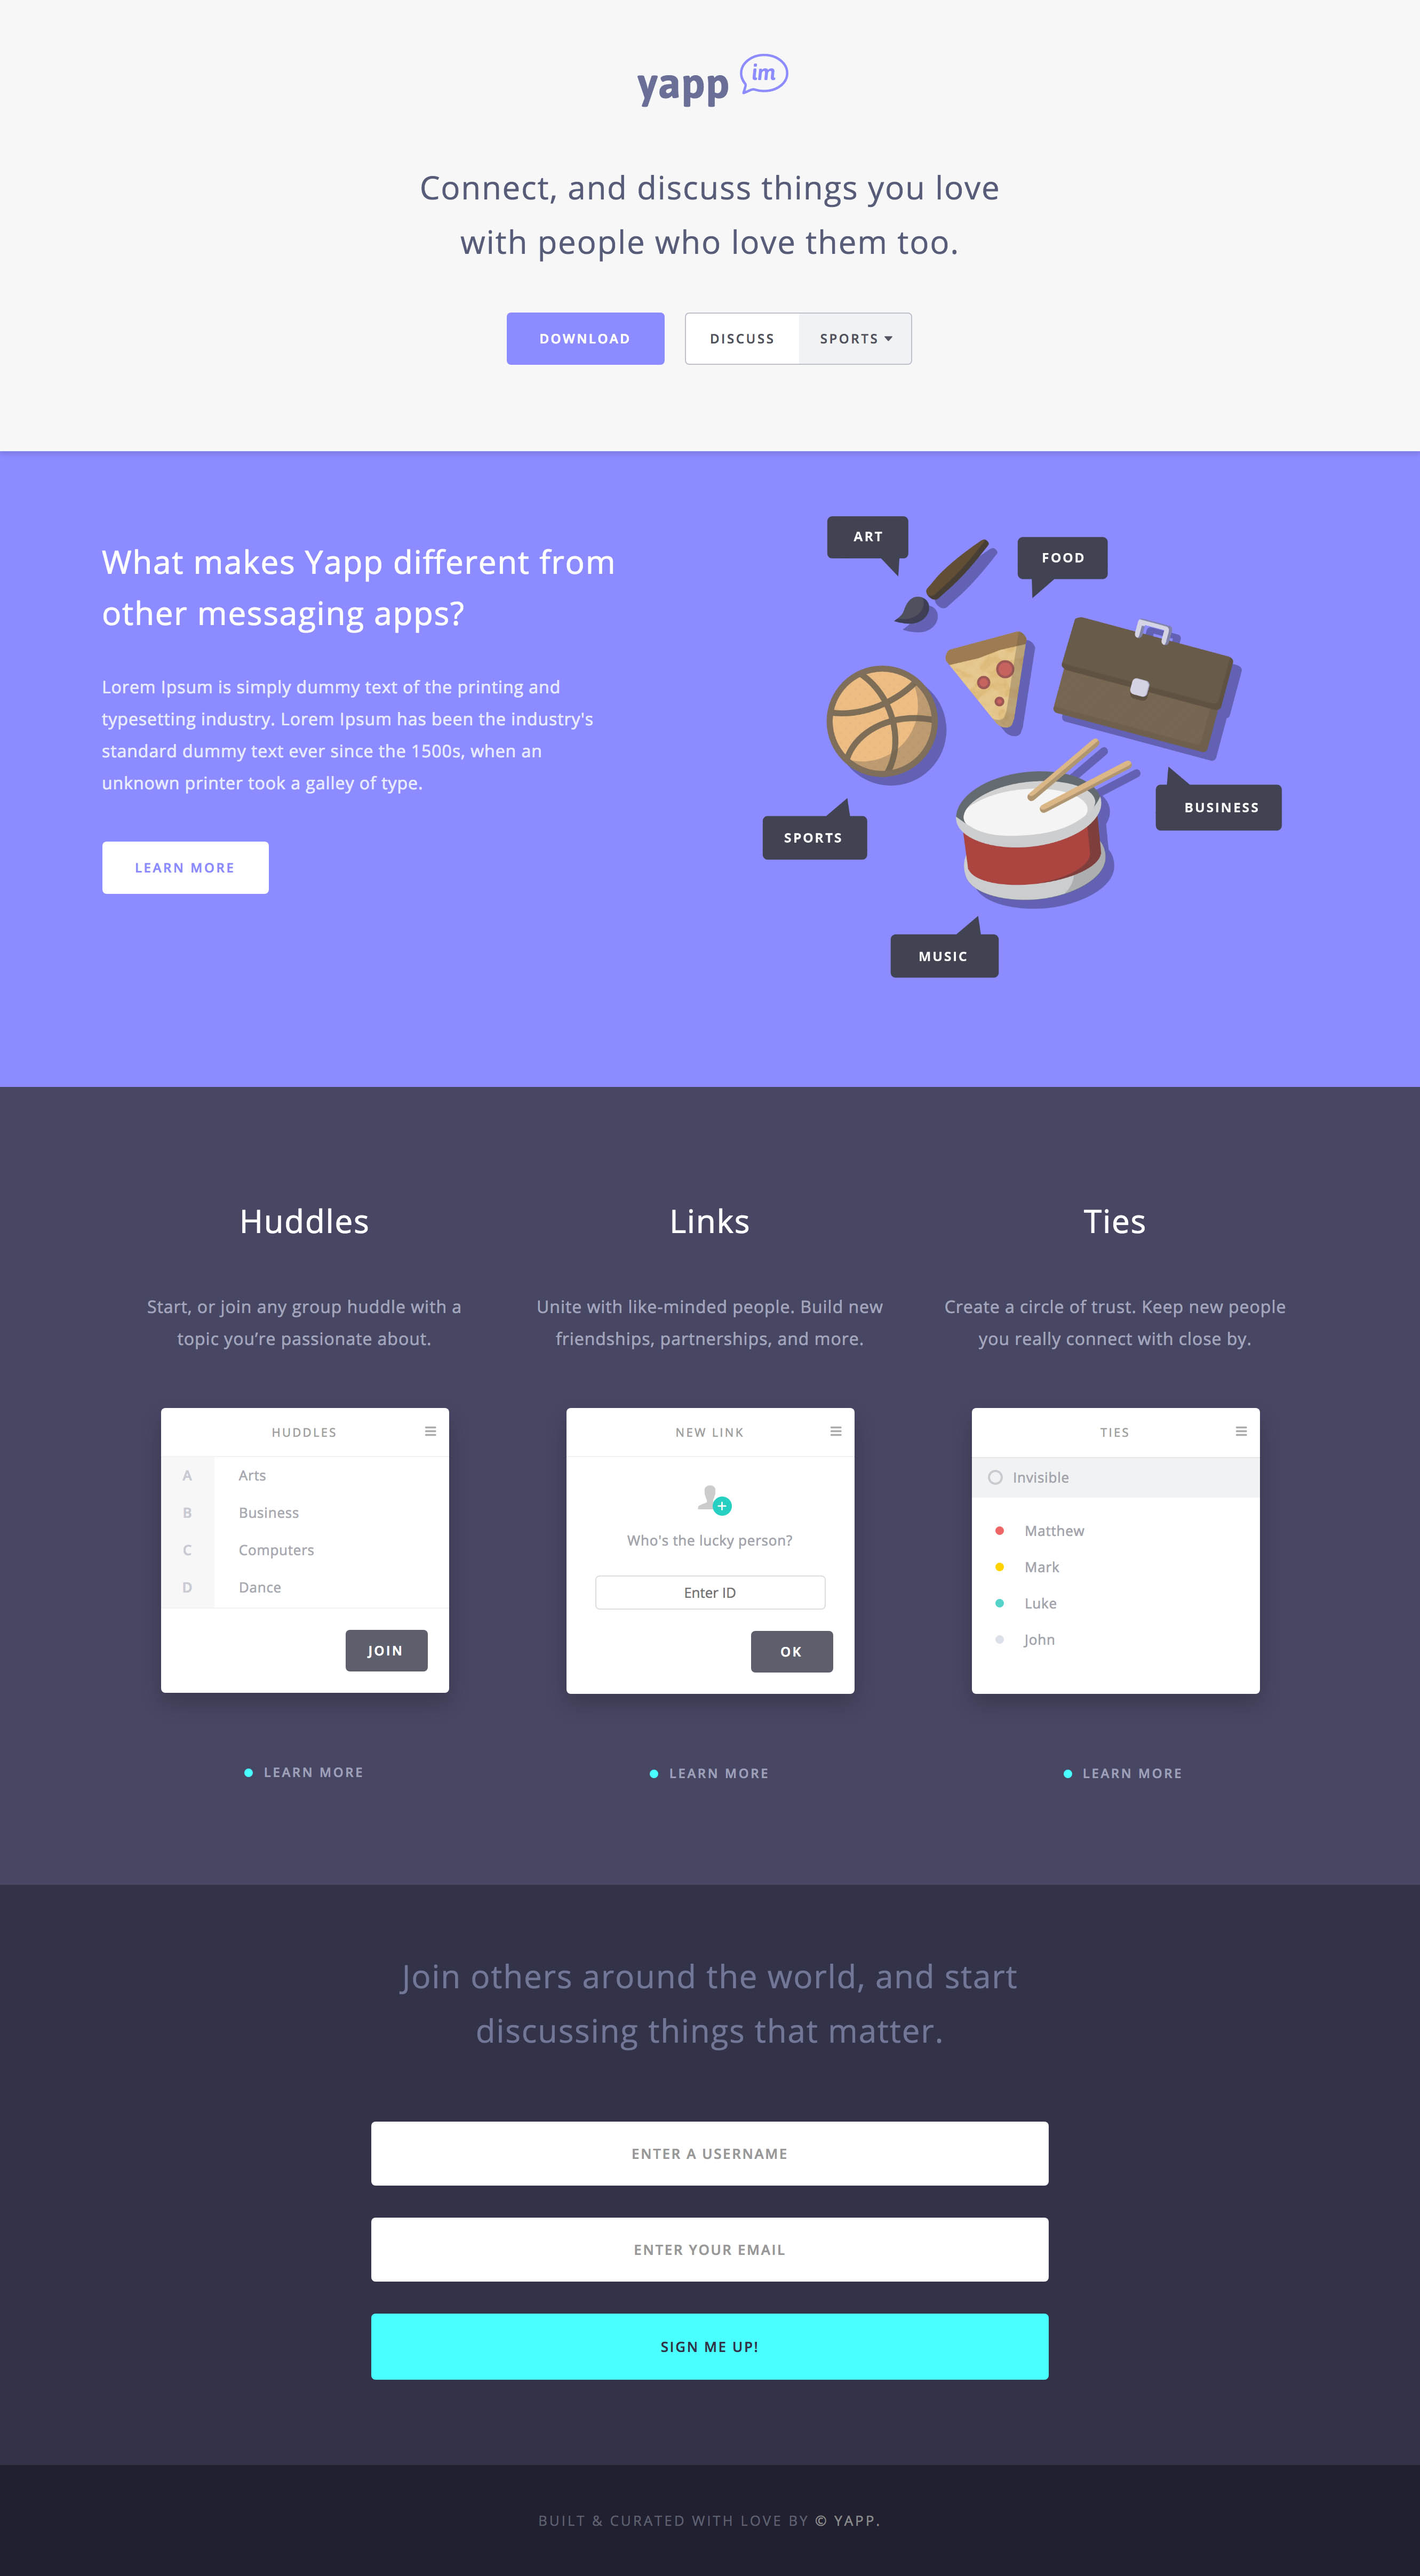 yapp im
Connect, and discuss things you love
with people who love them too.
DOWNLOAD
DISCUSS
SPORTS
What makes Yapp different from
other messaging apps?
Lorem Ipsum is simply dummy text of the printing and
typesetting industry. Lorem Ipsum has been the industry's
standard dummy text ever since the 1500s, when an
unknown printer took a galley of type.
LEARN MORE
ART
FOOD
BUSINESS
SPORTS
MUSIC
Huddles
Start, or join any group huddle with a
topic you’re passionate about.
HUDDLES
A Arts
B Business
C Computers
D Dance
JOIN
LEARN MORE
Links
Unite with like-minded people. Build new
friendships, partnerships, and more.
NEW LINK
Who's the lucky person?
Enter ID
OK
LEARN MORE
Ties
Create a circle of trust. Keep new people
you really connect with close by.
TIES
Invisible
Matthew
Mark
Luke
John
LEARN MORE
Join others around the world, and start
discussing things that matter.
ENTER A USERNAME
ENTER YOUR EMAIL
SIGN ME UP!
BUILT & CURATED WITH LOVE BY © YAPP.